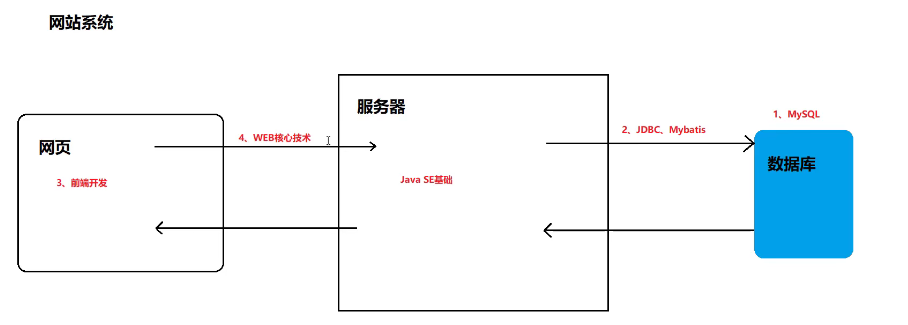 网站系统
服务器
1、MySQL
2、JDBC、Mybatis
4、WEB核心技术
网页
数据库
3、前端开发
Java SE基础